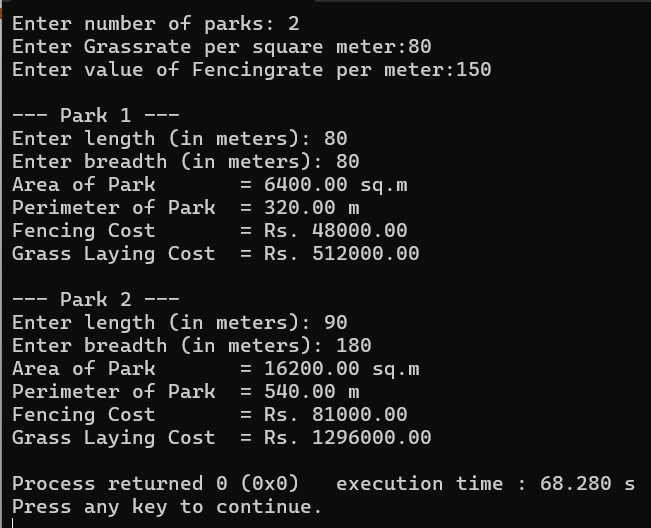 Enter number of parks: 2
Enter Grassrate per square meter:80
Enter value of Fencingrate per meter:150
--- Park 1 ---
Enter length (in meters): 80
Enter breadth (in meters): 80
Area of Park       = 6400.00 sq.m
Perimeter of Park  = 320.00 m
Fencing Cost       = Rs. 48000.00
Grass Laying Cost  = Rs. 512000.00
--- Park 2 ---
Enter length (in meters): 90
Enter breadth (in meters): 180
Area of Park       = 16200.00 sq.m
Perimeter of Park  = 540.00 m
Fencing Cost       = Rs. 81000.00
Grass Laying Cost  = Rs. 1296000.00
Process returned 0 (0x0)   execution time : 68.280 s
Press any key to continue.